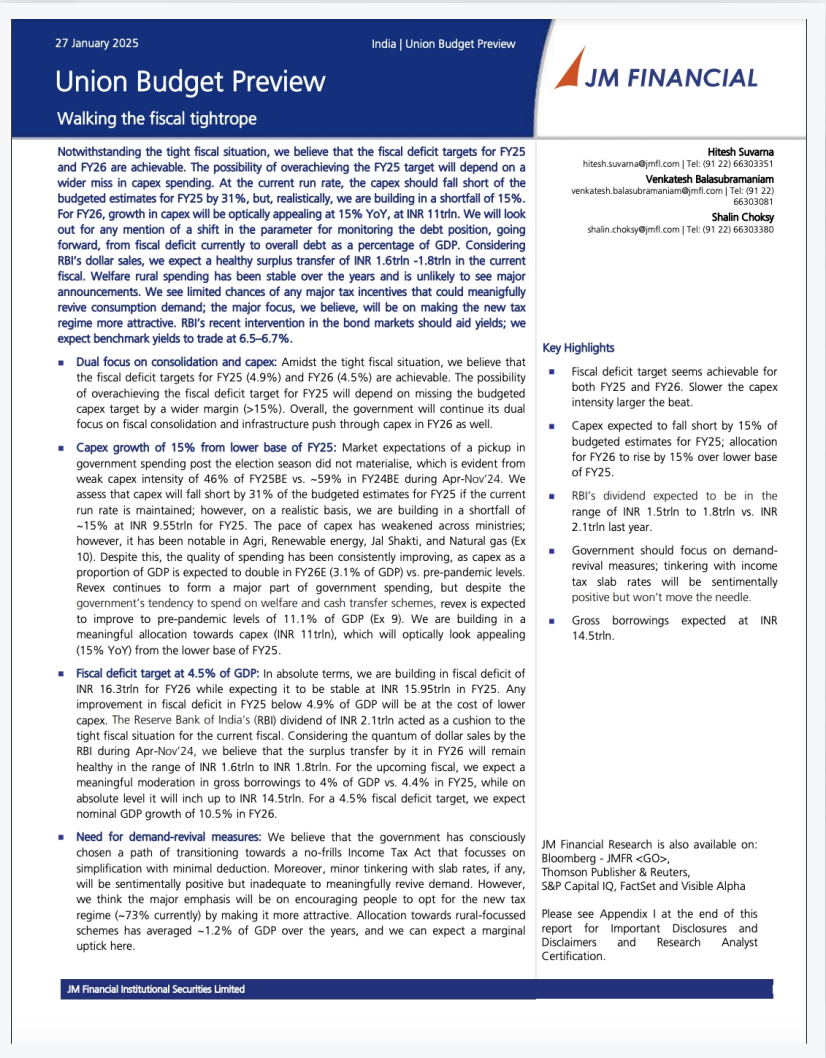 27 January 2025
India | Union Budget Preview
Union Budget Preview
Walking the fiscal tightrope
JM FINANCIAL
Notwithstanding the tight fiscal situation, we believe that the fiscal deficit targets for FY25
and FY26 are achievable. The possibility of overachieving the FY25 target will depend on a
wider miss in capex spending. At the current run rate, the capex should fall short of the
budgeted estimates for FY25 by 31%, but, realistically, we are building in a shortfall of 15%.
For FY26, growth in capex will be optically appealing at 15% YoY, at INR 11trln. We will look
out for any mention of a shift in the parameter for monitoring the debt position, going
forward, from fiscal deficit currently to overall debt as a percentage of GDP. Considering
RBI's dollar sales, we expect a healthy surplus transfer of INR 1.6trln -1.8trln in the current
fiscal. Welfare rural spending has been stable over the years and is unlikely to see major
announcements. We see limited chances of any major tax incentives that could meanigfully
revive consumption demand; the major focus, we believe, will be on making the new tax
regime more attractive. RBI's recent intervention in the bond markets should aid yields; we
expect benchmark yields to trade at 6.5–6.7%.
▪ Dual focus on consolidation and capex: Amidst the tight fiscal situation, we believe that
the fiscal deficit targets for FY25 (4.9%) and FY26 (4.5%) are achievable. The possibility
of overachieving the fiscal deficit target for FY25 will depend on missing the budgeted
capex target by a wider margin (>15%). Overall, the government will continue its dual
focus on fiscal consolidation and infrastructure push through capex in FY26 as well.
▪ Capex growth of 15% from lower base of FY25: Market expectations of a pickup in
government spending post the election season did not materialise, which is evident from
weak capex intensity of 46% of FY25BE vs. ~59% in FY24BE during Apr-Nov'24. We
assess that capex will fall short by 31% of the budgeted estimates for FY25 if the current
run rate is maintained; however, on a realistic basis, we are building in a shortfall of
~15% at INR 9.55trln for FY25. The pace of capex has weakened across ministries;
however, it has been notable in Agri, Renewable energy, Jal Shakti, and Natural gas (Ex
10). Despite this, the quality of spending has been consistently improving, as capex as a
proportion of GDP is expected to double in FY26E (3.1% of GDP) vs. pre-pandemic levels.
Revex continues to form a major part of government spending, but despite the
government's tendency to spend on welfare and cash transfer schemes, revex is expected
to improve to pre-pandemic levels of 11.1% of GDP (Ex 9). We are building in a
meaningful allocation towards capex (INR 11trln), which will optically look appealing
(15% YoY) from the lower base of FY25.
▪ Fiscal deficit target at 4.5% of GDP: In absolute terms, we are building in fiscal deficit of
INR 16.3trln for FY26 while expecting it to be stable at INR 15.95trln in FY25. Any
improvement in fiscal deficit in FY25 below 4.9% of GDP will be at the cost of lower
capex. The Reserve Bank of India's (RBI) dividend of INR 2.1trln acted as a cushion to the
tight fiscal situation for the current fiscal. Considering the quantum of dollar sales by the
RBI during Apr-Nov'24, we believe that the surplus transfer by it in FY26 will remain
healthy in the range of INR 1.6trln to INR 1.8trln. For the upcoming fiscal, we expect a
meaningful moderation in gross borrowings to 4% of GDP vs. 4.4% in FY25, while on
absolute level it will inch up to INR 14.5trln. For a 4.5% fiscal deficit target, we expect
nominal GDP growth of 10.5% in FY26.
▪ Need for demand-revival measures: We believe that the government has consciously
chosen a path of transitioning towards a no-frills Income Tax Act that focusses on
simplification with minimal deduction. Moreover, minor tinkering with slab rates, if any,
will be sentimentally positive but inadequate to meaningfully revive demand. However,
we think the major emphasis will be on encouraging people to opt for the new tax
regime (~73% currently) by making it more attractive. Allocation towards rural-focussed
schemes has averaged ~1.2% of GDP over the years, and we can expect a marginal
uptick here.
Hitesh Suvarna
hitesh.suvarna@jmfl.com | Tel: (91 22) 66303351
Venkatesh Balasubramaniam
venkatesh.balasubramaniam@jmfl.com | Tel: (91 22)
66303081
Shalin Choksy
shalin.choksy@jmfl.com | Tel: (91 22) 66303380
Key Highlights
▪ Fiscal deficit target seems achievable for
both FY25 and FY26. Slower the capex
intensity larger the beat.
▪ Capex expected to fall short by 15% of
budgeted estimates for FY25; allocation
for FY26 to rise by 15% over lower base
of FY25.
▪ RBI's dividend expected to be in the
range of INR 1.5trln to 1.8trln vs. INR
2.1trln last year.
▪ Government should focus on demand-
revival measures; tinkering with income
tax slab rates will be sentimentally
positive but won't move the needle.
▪ Gross borrowings expected at INR
14.5trln.
JM Financial Research is also available on:
Bloomberg - JMFR <GO>,
Thomson Publisher & Reuters,
S&P Capital IQ, FactSet and Visible Alpha
Please see Appendix I at the end of this
report for Important Disclosures and
Disclaimers and Research Analyst
Certification.
JM Financial Institutional Securities Limited